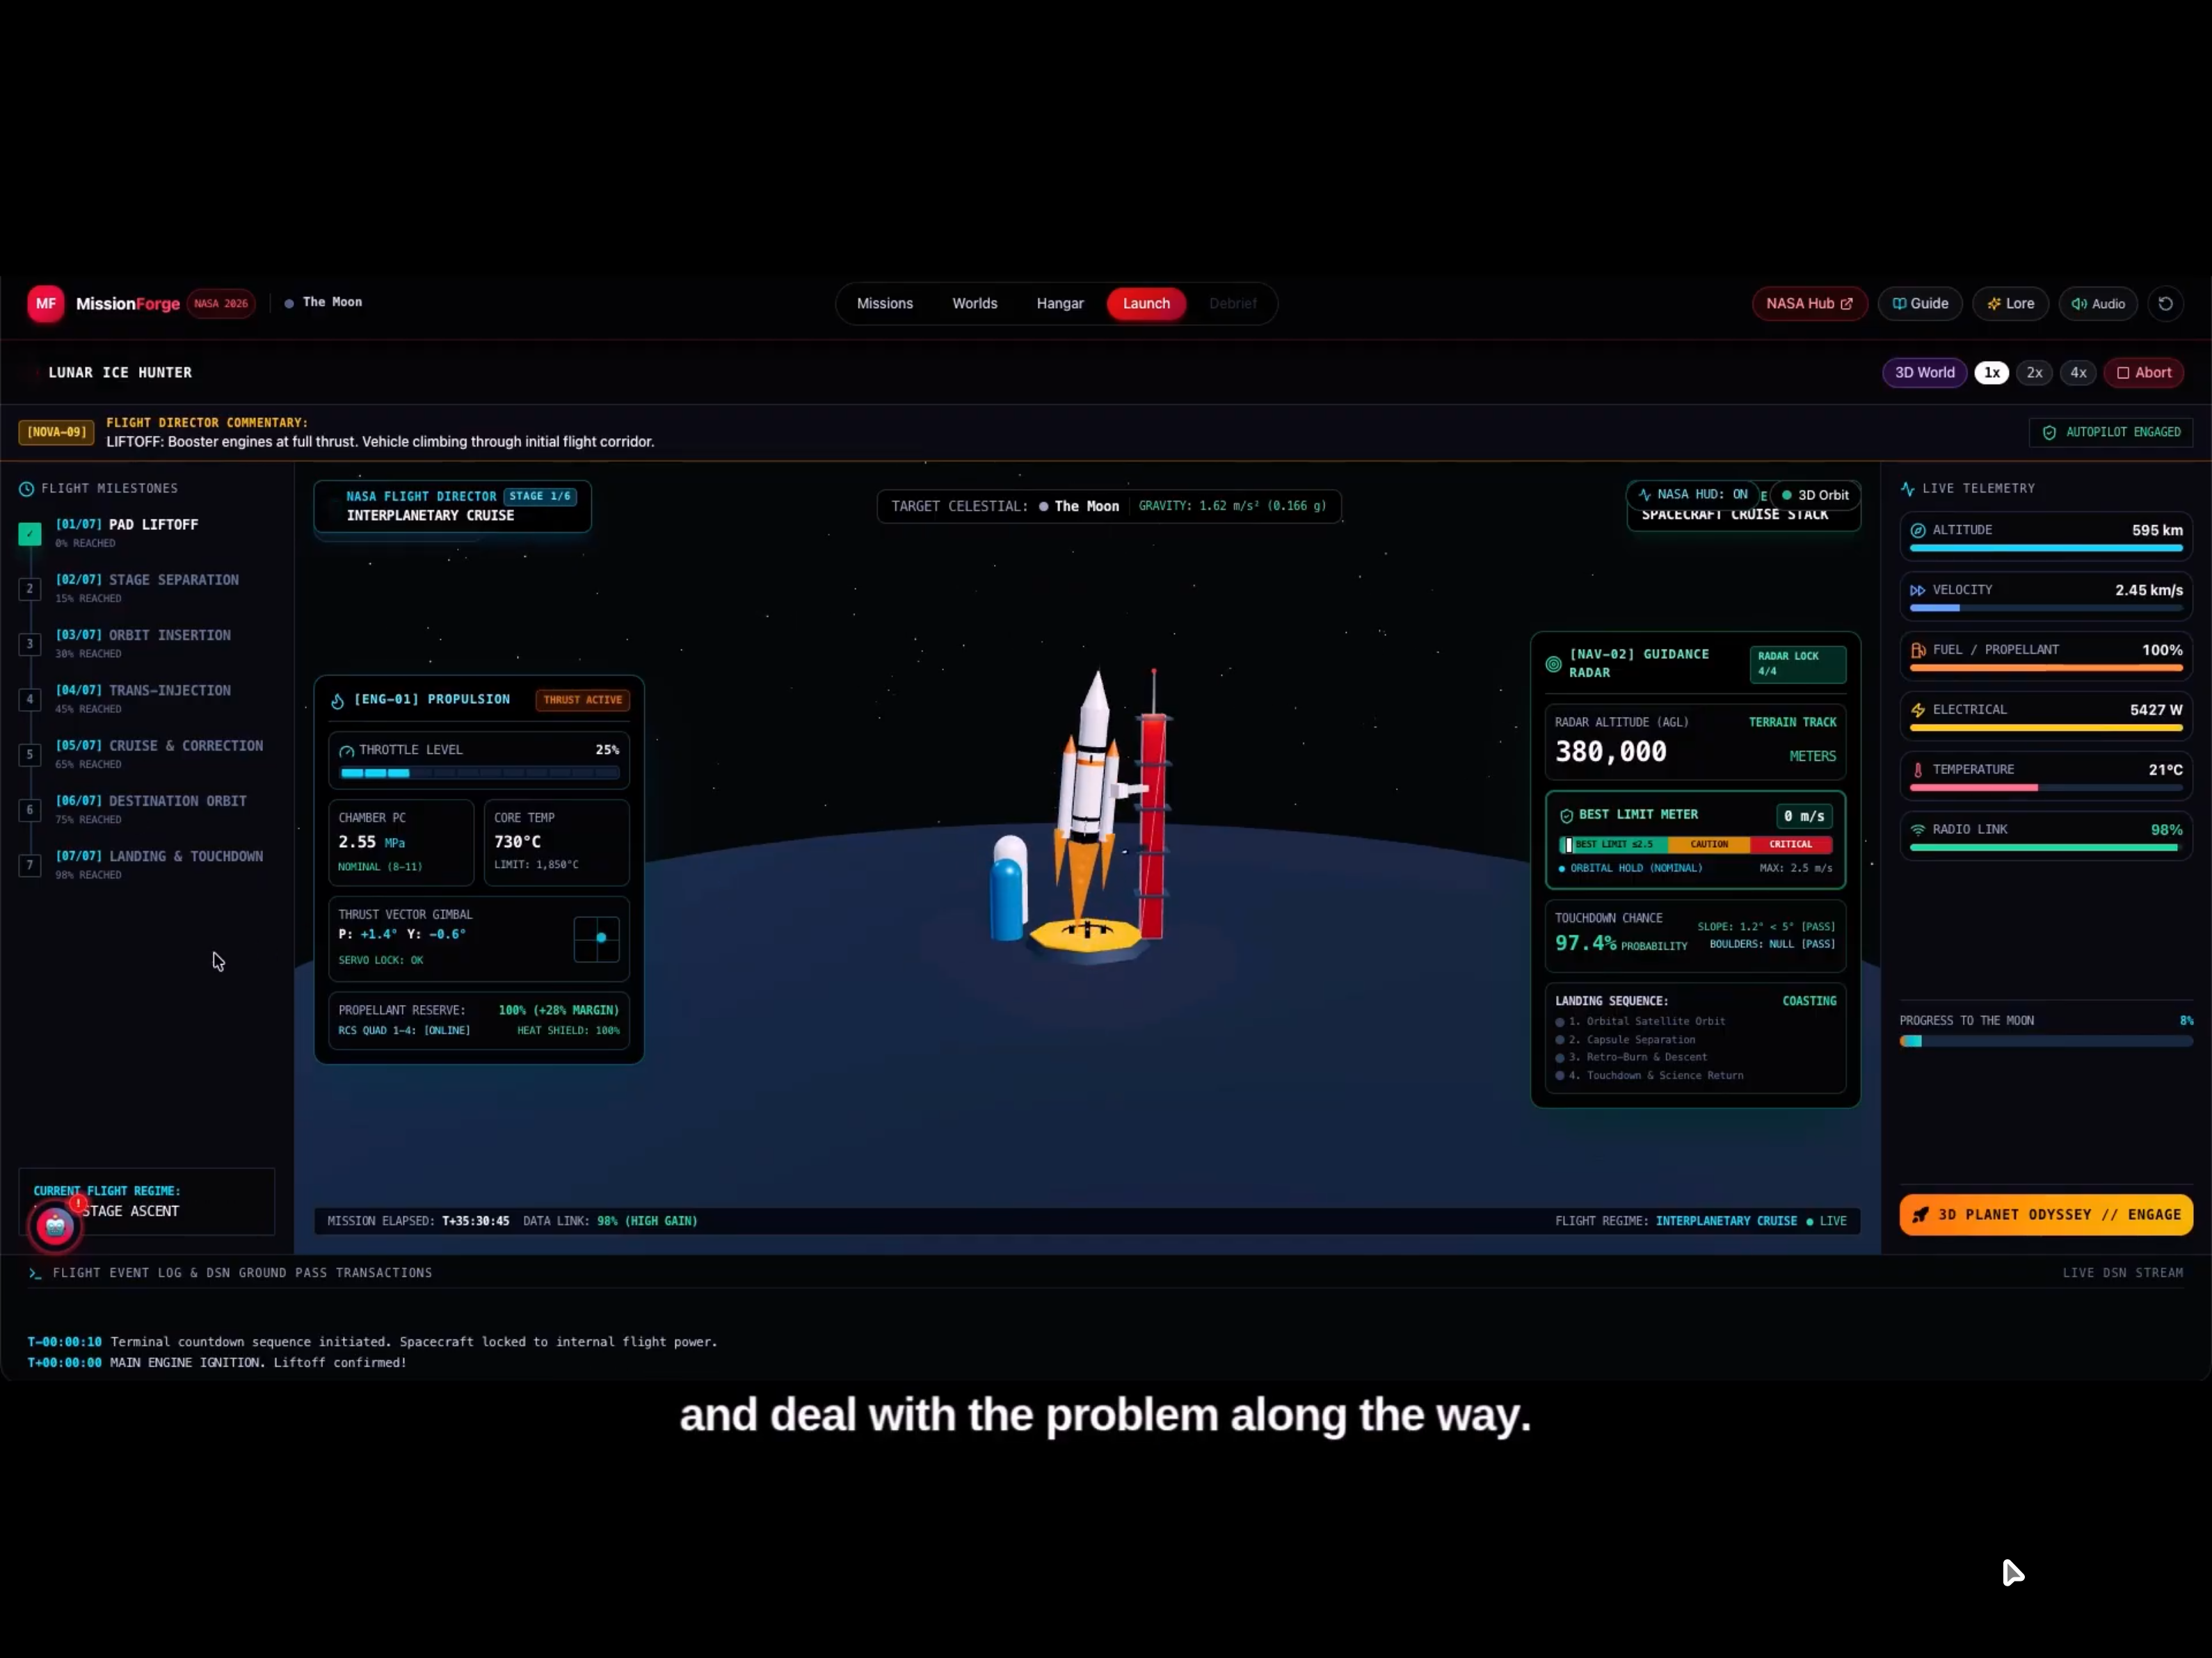 MF MissionForge NASA 2026 The Moon
Missions Worlds Hangar Launch Debrief
NASA Hub Guide Lore Audio
LUNAR ICE HUNTER
3D World 1x 2x 4x Abort
[NOVA-09]
FLIGHT DIRECTOR COMMENTARY:
LIFTOFF: Booster engines at full thrust. Vehicle climbing through initial flight corridor.
AUTOPILOT ENGAGED
FLIGHT MILESTONES
[01/07] PAD LIFTOFF
0% REACHED
2 [02/07] STAGE SEPARATION
15% REACHED
3 [03/07] ORBIT INSERTION
30% REACHED
4 [04/07] TRANS-INJECTION
45% REACHED
5 [05/07] CRUISE & CORRECTION
65% REACHED
6 [06/07] DESTINATION ORBIT
75% REACHED
7 [07/07] LANDING & TOUCHDOWN
98% REACHED
CURRENT FLIGHT REGIME:
STAGE ASCENT
!
NASA FLIGHT DIRECTOR STAGE 1/6
INTERPLANETARY CRUISE
TARGET CELESTIAL: The Moon GRAVITY: 1.62 m/s² (0.166 g)
NASA HUD: ON E 3D Orbit
SPACECRAFT CRUISE STACK
[ENG-01] PROPULSION THRUST ACTIVE
THROTTLE LEVEL 25%
CHAMBER PC
2.55 MPa
NOMINAL (8-11)
CORE TEMP
730°C
LIMIT: 1,850°C
THRUST VECTOR GIMBAL
P: +1.4° Y: -0.6°
SERVO LOCK: OK
PROPELLANT RESERVE: 100% (+28% MARGIN)
RCS QUAD 1-4: [ONLINE] HEAT SHIELD: 100%
[NAV-02] GUIDANCE
RADAR
RADAR LOCK
4/4
RADAR ALTITUDE (AGL) TERRAIN TRACK
380,000 METERS
BEST LIMIT METER 0 m/s
BEST LIMIT ≤2.5 CAUTION CRITICAL
ORBITAL HOLD (NOMINAL) MAX: 2.5 m/s
TOUCHDOWN CHANCE
97.4% PROBABILITY
SLOPE: 1.2° < 5° [PASS]
BOULDERS: NULL [PASS]
LANDING SEQUENCE: COASTING
1. Orbital Satellite Orbit
2. Capsule Separation
3. Retro-Burn & Descent
4. Touchdown & Science Return
MISSION ELAPSED: T+35:30:45 DATA LINK: 98% (HIGH GAIN)
FLIGHT REGIME: INTERPLANETARY CRUISE LIVE
LIVE TELEMETRY
ALTITUDE 595 km
VELOCITY 2.45 km/s
FUEL / PROPELLANT 100%
ELECTRICAL 5427 W
TEMPERATURE 21°C
RADIO LINK 98%
PROGRESS TO THE MOON 8%
3D PLANET ODYSSEY // ENGAGE
FLIGHT EVENT LOG & DSN GROUND PASS TRANSACTIONS
LIVE DSN STREAM
T-00:00:10 Terminal countdown sequence initiated. Spacecraft locked to internal flight power.
T+00:00:00 MAIN ENGINE IGNITION. Liftoff confirmed!
and deal with the problem along the way.